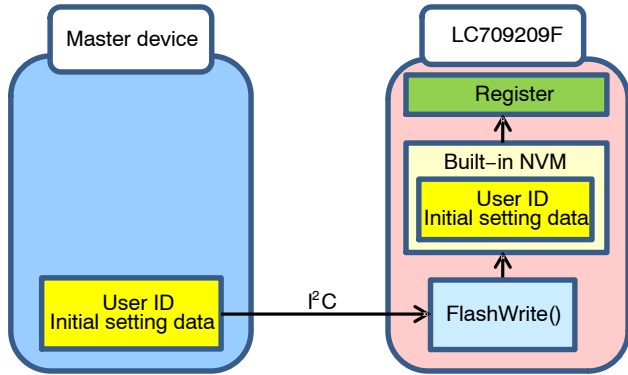 Master device
LC709209F
Register
Built−in NVM
User ID
Initial setting data
User ID
Initial setting data
I²C
FlashWrite()